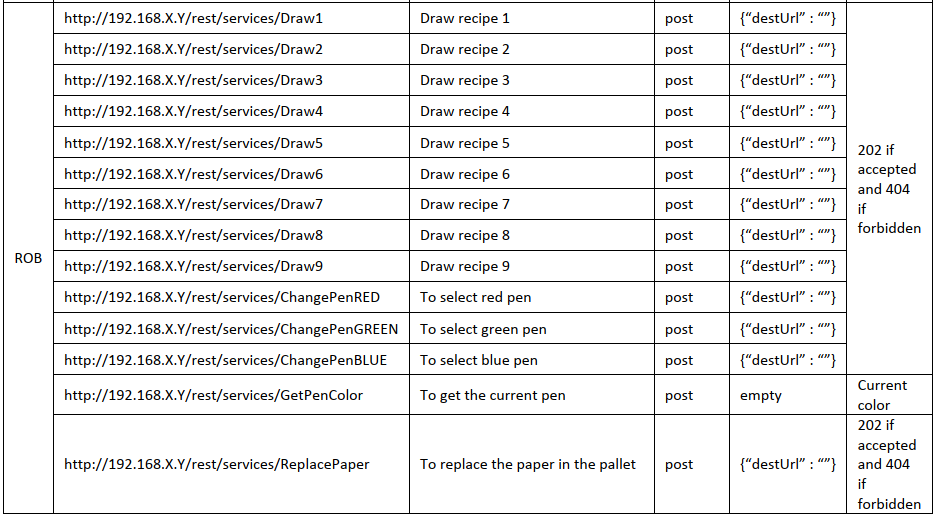 http://192.168.X.Y/rest/services/Draw1 Draw recipe 1 post {“destUrl” : “”}
http://192.168.X.Y/rest/services/Draw2 Draw recipe 2 post {“destUrl” : “”}
http://192.168.X.Y/rest/services/Draw3 Draw recipe 3 post {“destUrl” : “”}
http://192.168.X.Y/rest/services/Draw4 Draw recipe 4 post {“destUrl” : “”}
http://192.168.X.Y/rest/services/Draw5 Draw recipe 5 post {“destUrl” : “”}
http://192.168.X.Y/rest/services/Draw6 Draw recipe 6 post {“destUrl” : “”}
http://192.168.X.Y/rest/services/Draw7 Draw recipe 7 post {“destUrl” : “”}
http://192.168.X.Y/rest/services/Draw8 Draw recipe 8 post {“destUrl” : “”}
http://192.168.X.Y/rest/services/Draw9 Draw recipe 9 post {“destUrl” : “”}
http://192.168.X.Y/rest/services/ChangePenRED To select red pen post {“destUrl” : “”}
http://192.168.X.Y/rest/services/ChangePenGREEN To select green pen post {“destUrl” : “”}
http://192.168.X.Y/rest/services/ChangePenBLUE To select blue pen post {“destUrl” : “”}
202 if
accepted
and 404
if
forbidden
ROB
http://192.168.X.Y/rest/services/GetPenColor To get the current pen post empty
Current
color
http://192.168.X.Y/rest/services/ReplacePaper To replace the paper in the pallet post {“destUrl” : “”}
202 if
accepted
and 404
if
forbidden